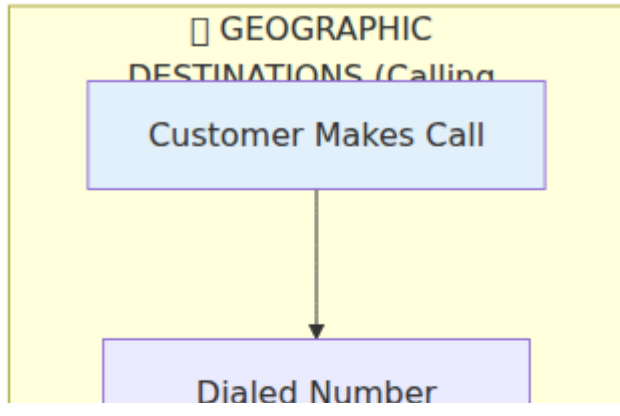 GEOGRAPHIC
DESTINATIONS (Calling
Customer Makes Call
Dialed Number